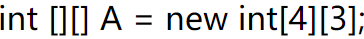 int [][] A = new int[4][3];